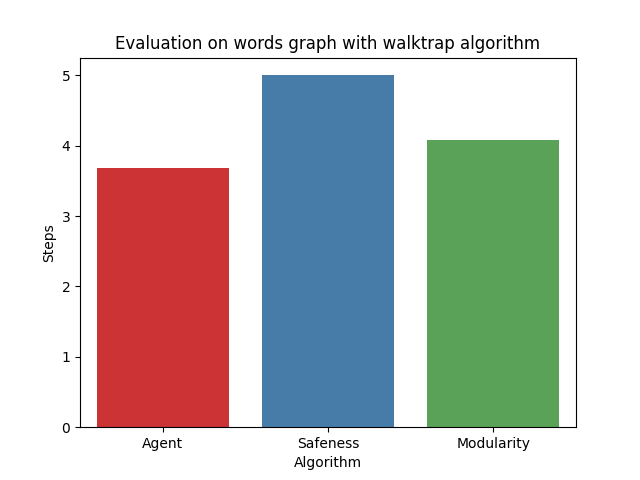 Evaluation on words graph with walktrap algorithm
5
4
3
2
1
0
Steps
Agent
Safeness
Modularity
Algorithm